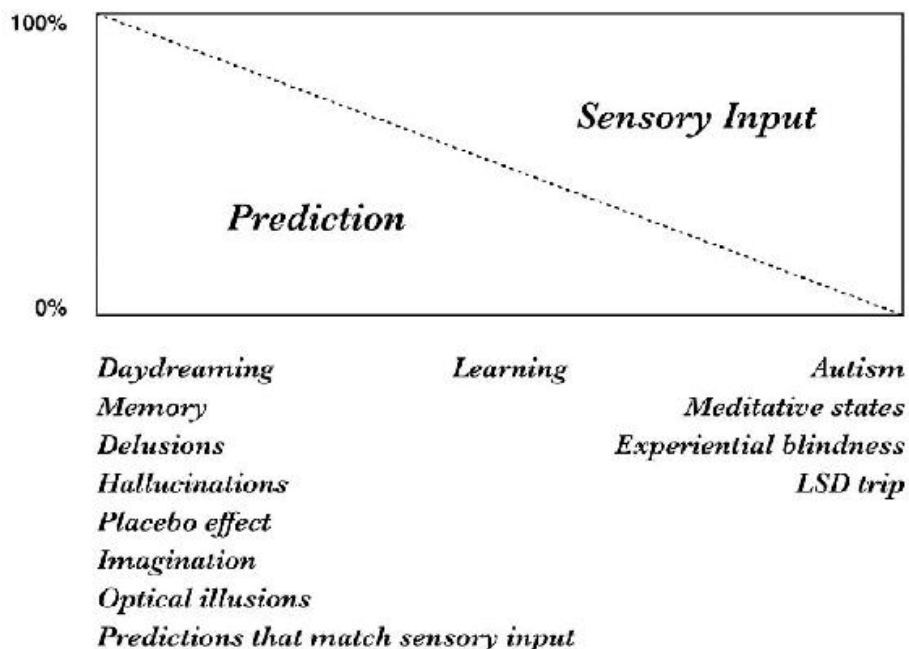 100%
Sensory Input
Prediction
0%
Daydreaming Learning Autism
Memory Meditative states
Delusions Experiential blindness
Hallucinations LSD trip
Placebo effect
Imagination
Optical illusions
Predictions that match sensory input